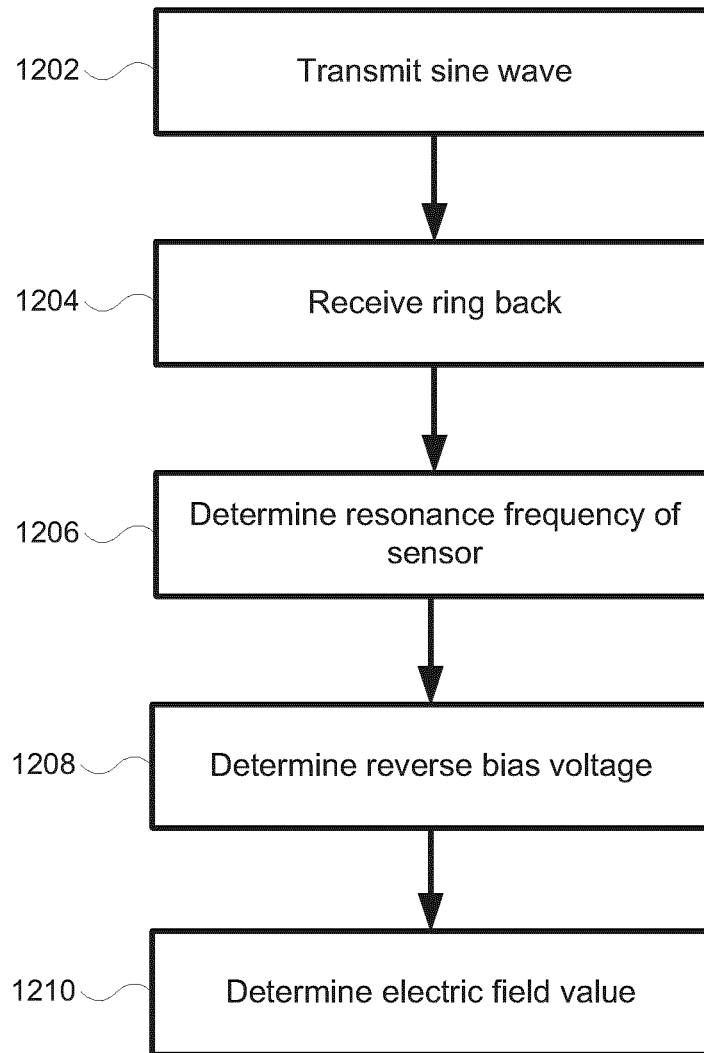 1202 Transmit sine wave
1204 Receive ring back
1206 Determine resonance frequency of
sensor
1208 Determine reverse bias voltage
1210 Determine electric field value